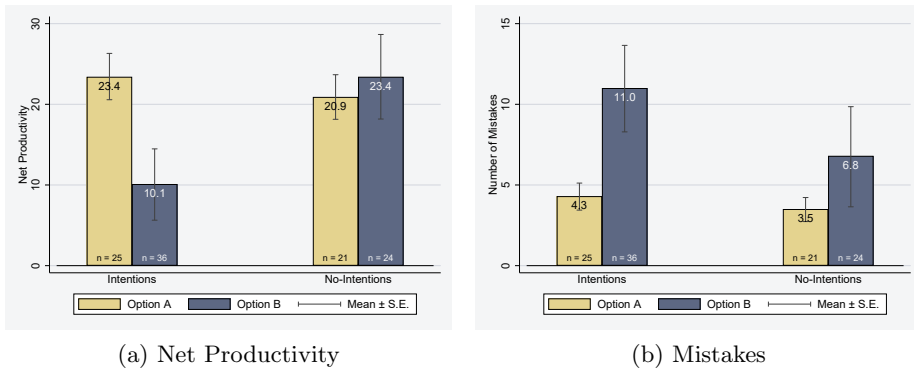 30
20
10
0
Net Productivity
23.4
10.1
20.9
23.4
n = 25
n = 36
n = 21
n = 24
Intentions
No-Intentions
Option A
Option B
Mean ± S.E.
(a) Net Productivity
15
10
5
0
Number of Mistakes
4.3
11.0
3.5
6.8
n = 25
n = 36
n = 21
n = 24
Intentions
No-Intentions
Option A
Option B
Mean ± S.E.
(b) Mistakes